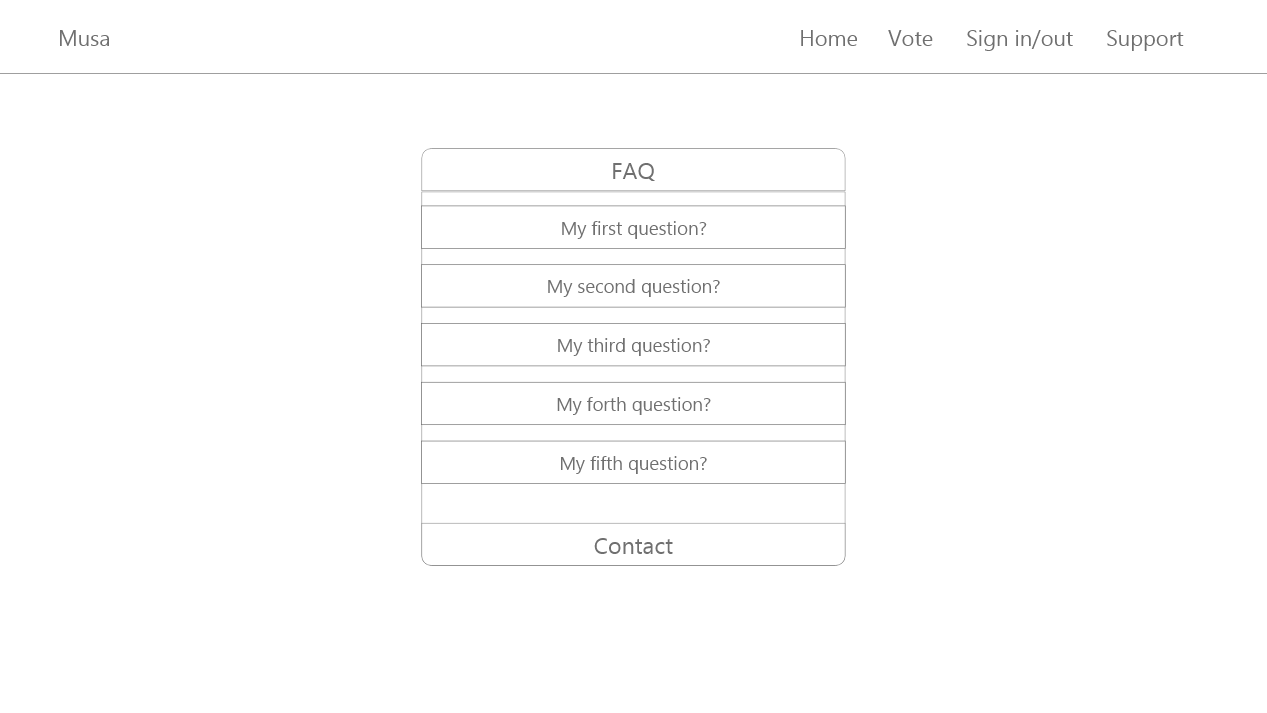 Musa Home Vote Sign in/out Support
FAQ
My first question?
My second question?
My third question?
My forth question?
My fifth question?
Contact